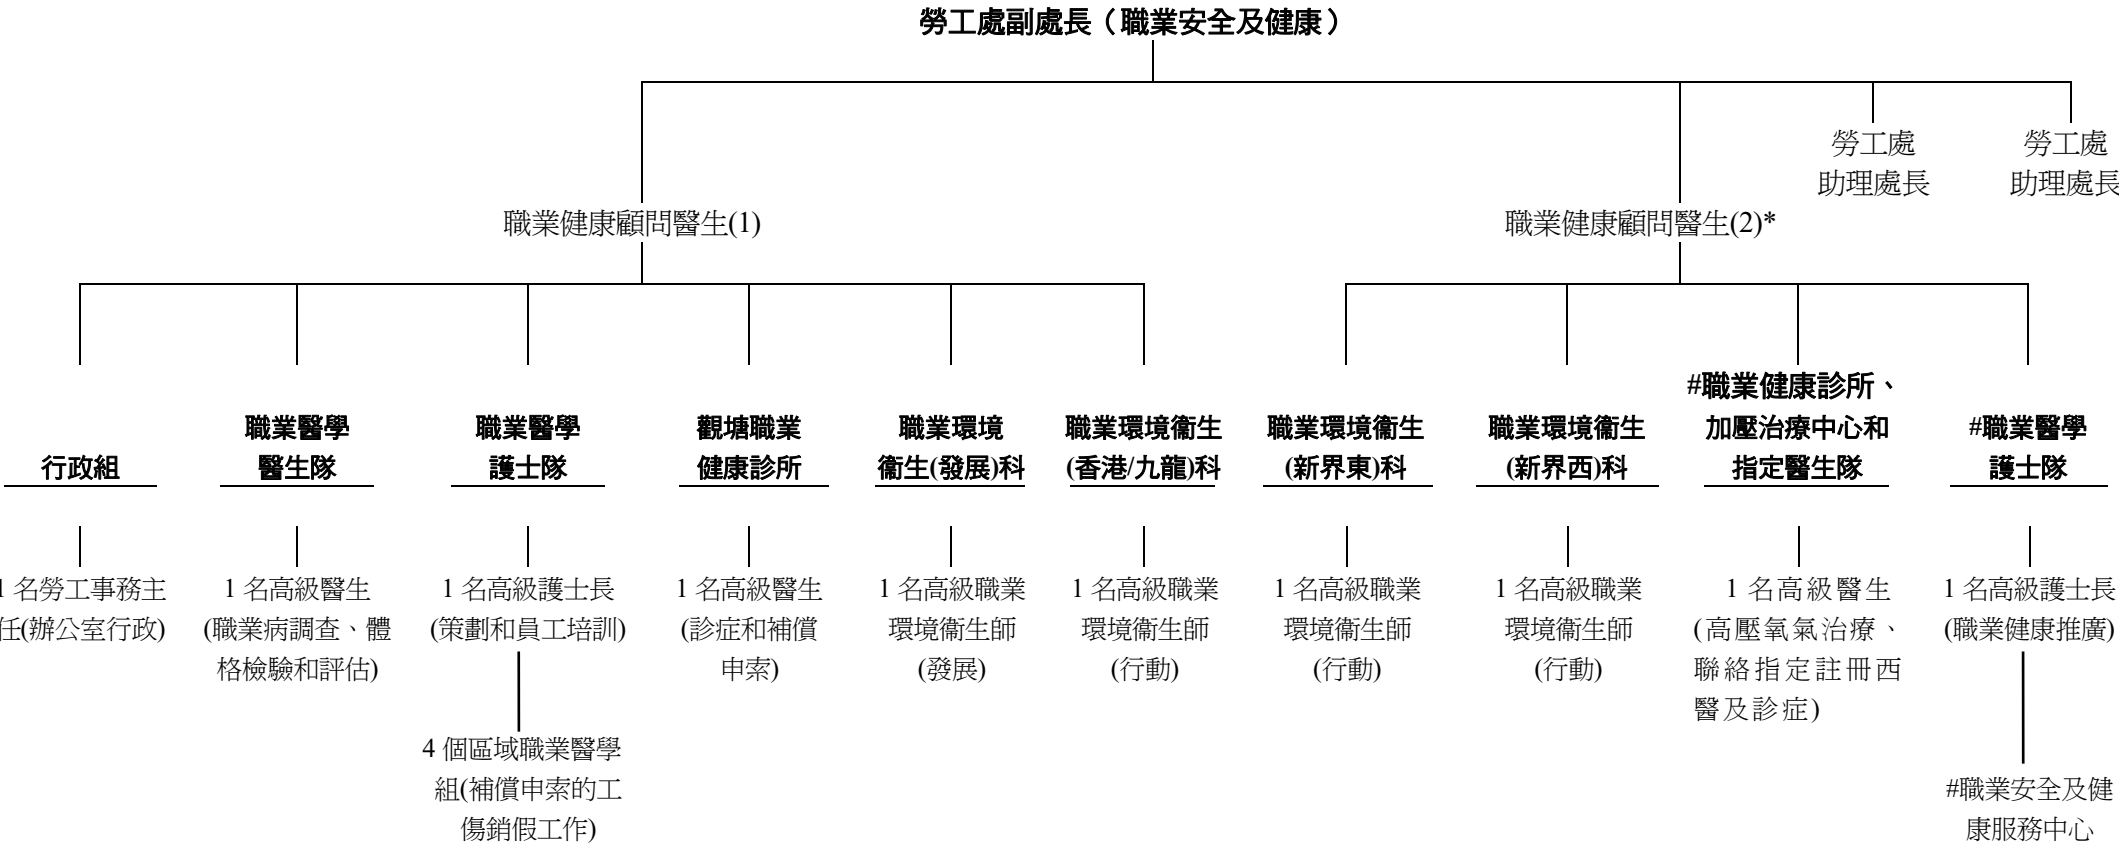 勞工處副處長（職業安全及健康）
勞工處
助理處長
勞工處
助理處長
職業健康顧問醫生(1)
職業健康顧問醫生(2)*
行政組
職業醫學
醫生隊
職業醫學
護士隊
觀塘職業
健康診所
職業環境
衞生(發展)科
職業環境衞生
(香港/九龍)科
職業環境衞生
(新界東)科
職業環境衞生
(新界西)科
#職業健康診所、
加壓治療中心和
指定醫生隊
#職業醫學
護士隊
1 名勞工事務主
任(辦公室行政)
1 名高級醫生
(職業病調查、體
格檢驗和評估)
1 名高級護士長
(策劃和員工培訓)
4 個區域職業醫學
組(補償申索的工
傷銷假工作)
1 名高級醫生
(診症和補償
申索)
1 名高級職業
環境衞生師
(發展)
1 名高級職業
環境衞生師
(行動)
1 名高級職業
環境衞生師
(行動)
1 名高級職業
環境衞生師
(行動)
1 名高級醫生
(高壓氧氣治療、
聯絡指定註冊西
醫及診症)
1 名高級護士長
(職業健康推廣)
#職業安全及健
康服務中心